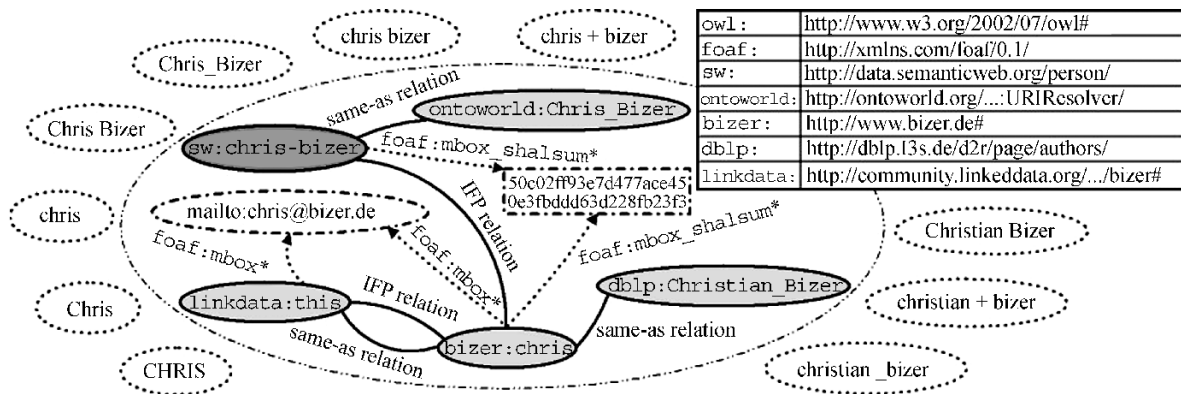 chris bizer
chris + bizer
Chris_Bizer
Chris Bizer
chris
Chris
CHRIS
same-as relation
ontoworld:Chris_Bizer
sw:chris-bizer
foaf:mbox_shalsum*
50c02ff93e7d477ace45
0e3fbddd63d228fb23f3
mailto:chris@bizer.de
IFP relation
foaf:mbox*
foaf:mbox*
foaf:mbox_shalsum*
linkdata:this
IFP relation
dblp:Christian_Bizer
same-as relation
bizer:chris
same-as relation
Christian Bizer
christian + bizer
christian _bizer
owl: http://www.w3.org/2002/07/owl#
foaf: http://xmlns.com/foaf/0.1/
sw: http://data.semanticweb.org/person/
ontoworld: http://ontoworld.org/...:URIResolver/
bizer: http://www.bizer.de#
dblp: http://dblp.l3s.de/d2r/page/authors/
linkdata: http://community.linkeddata.org/.../bizer#